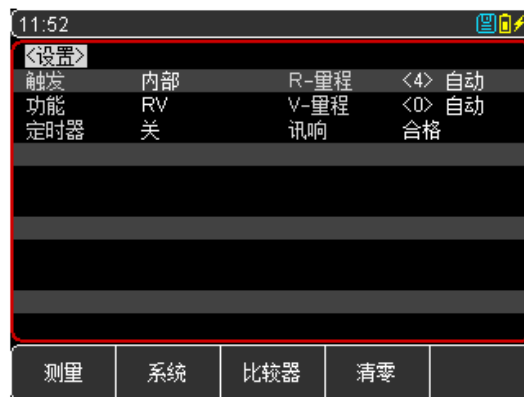 11:52
<设置>
触发 内部 R-量程 <4> 自动
功能 RV V-量程 <0> 自动
定时器 关 讯响 合格
测量 系统 比较器 清零